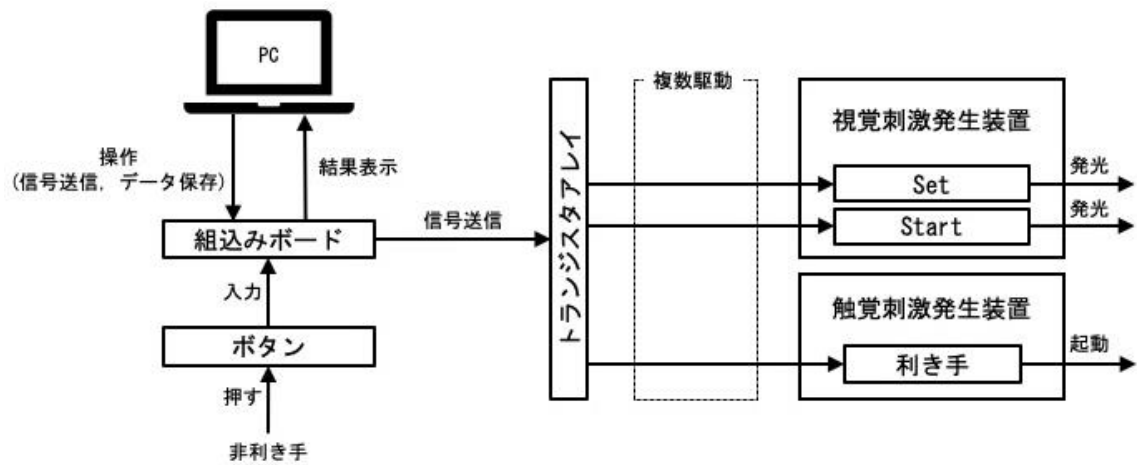 PC
操作
(信号送信, データ保存)
結果表示
組込みボード
入力
ボタン
押す
非利き手
信号送信
トランジスタアレイ
複数駆動
視覚刺激発生装置
Set
発光
Start
発光
触覚刺激発生装置
利き手
起動